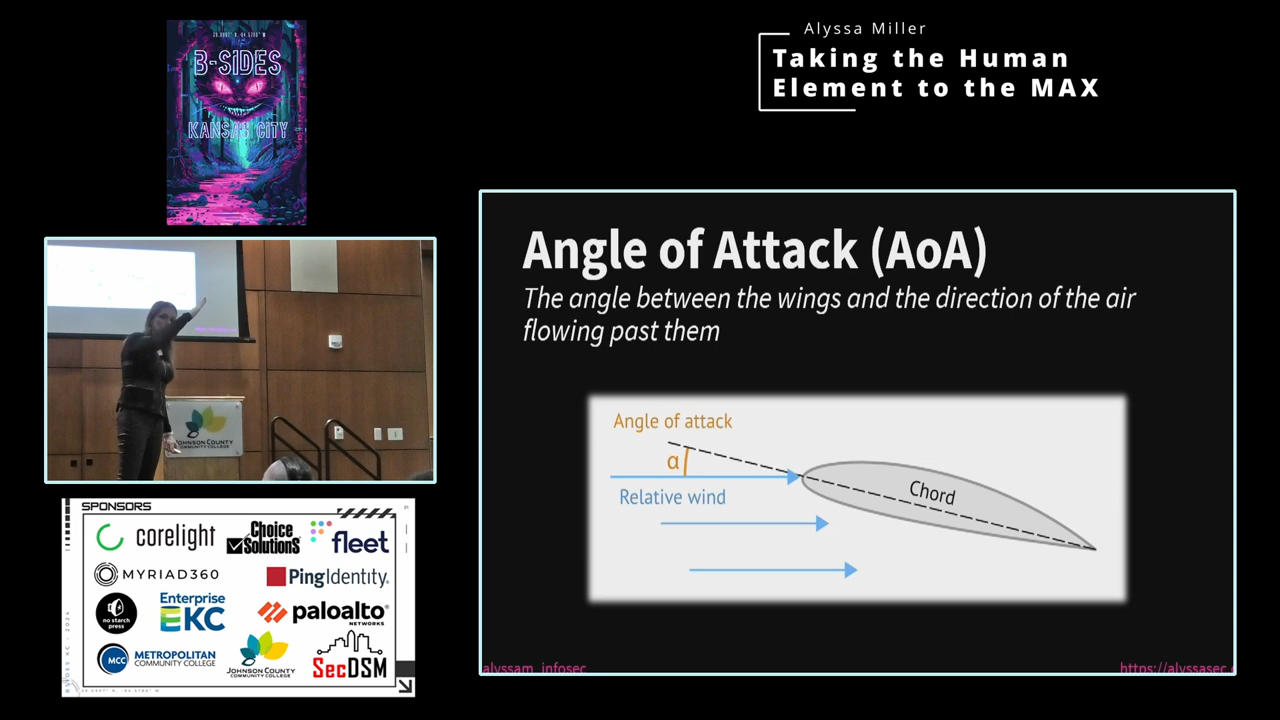 Alyssa Miller
Taking the Human
Element to the MAX
B-SIDES
KANSAS CITY
Angle of Attack (AoA)
The angle between the wings and the direction of the air
flowing past them
Angle of attack
α
Relative wind
Chord
alyssam_infosec
https://alyssasec.
JOHNSON COUNTY
COMMUNITY COLLEGE
SPONSORS
corelight
Choice
Solutions
fleet
MYRIAD360
PingIdentity.
no starch
press
Enterprise
EKC
paloalto
NETWORKS
MCC
METROPOLITAN
COMMUNITY COLLEGE
JOHNSON COUNTY
COMMUNITY COLLEGE
SecDSM